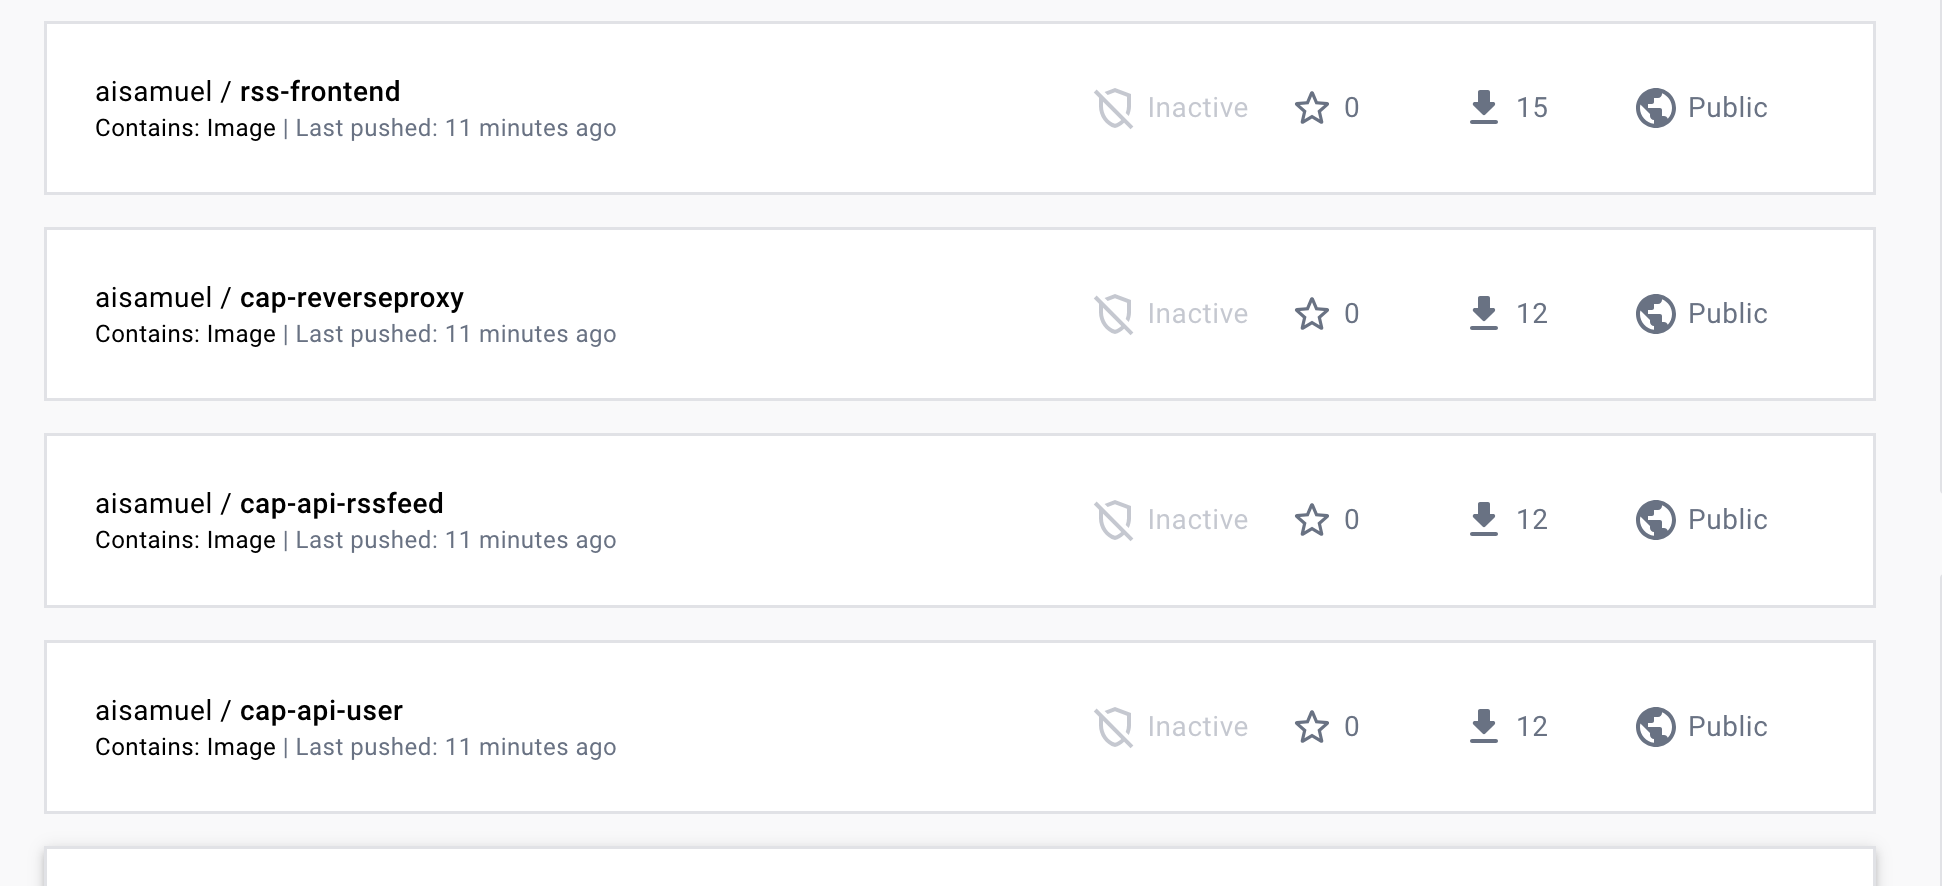 aisamuel / rss-frontend
Contains: Image | Last pushed: 11 minutes ago
Inactive 0 15 Public
aisamuel / cap-reverseproxy
Contains: Image | Last pushed: 11 minutes ago
Inactive 0 12 Public
aisamuel / cap-api-rssfeed
Contains: Image | Last pushed: 11 minutes ago
Inactive 0 12 Public
aisamuel / cap-api-user
Contains: Image | Last pushed: 11 minutes ago
Inactive 0 12 Public